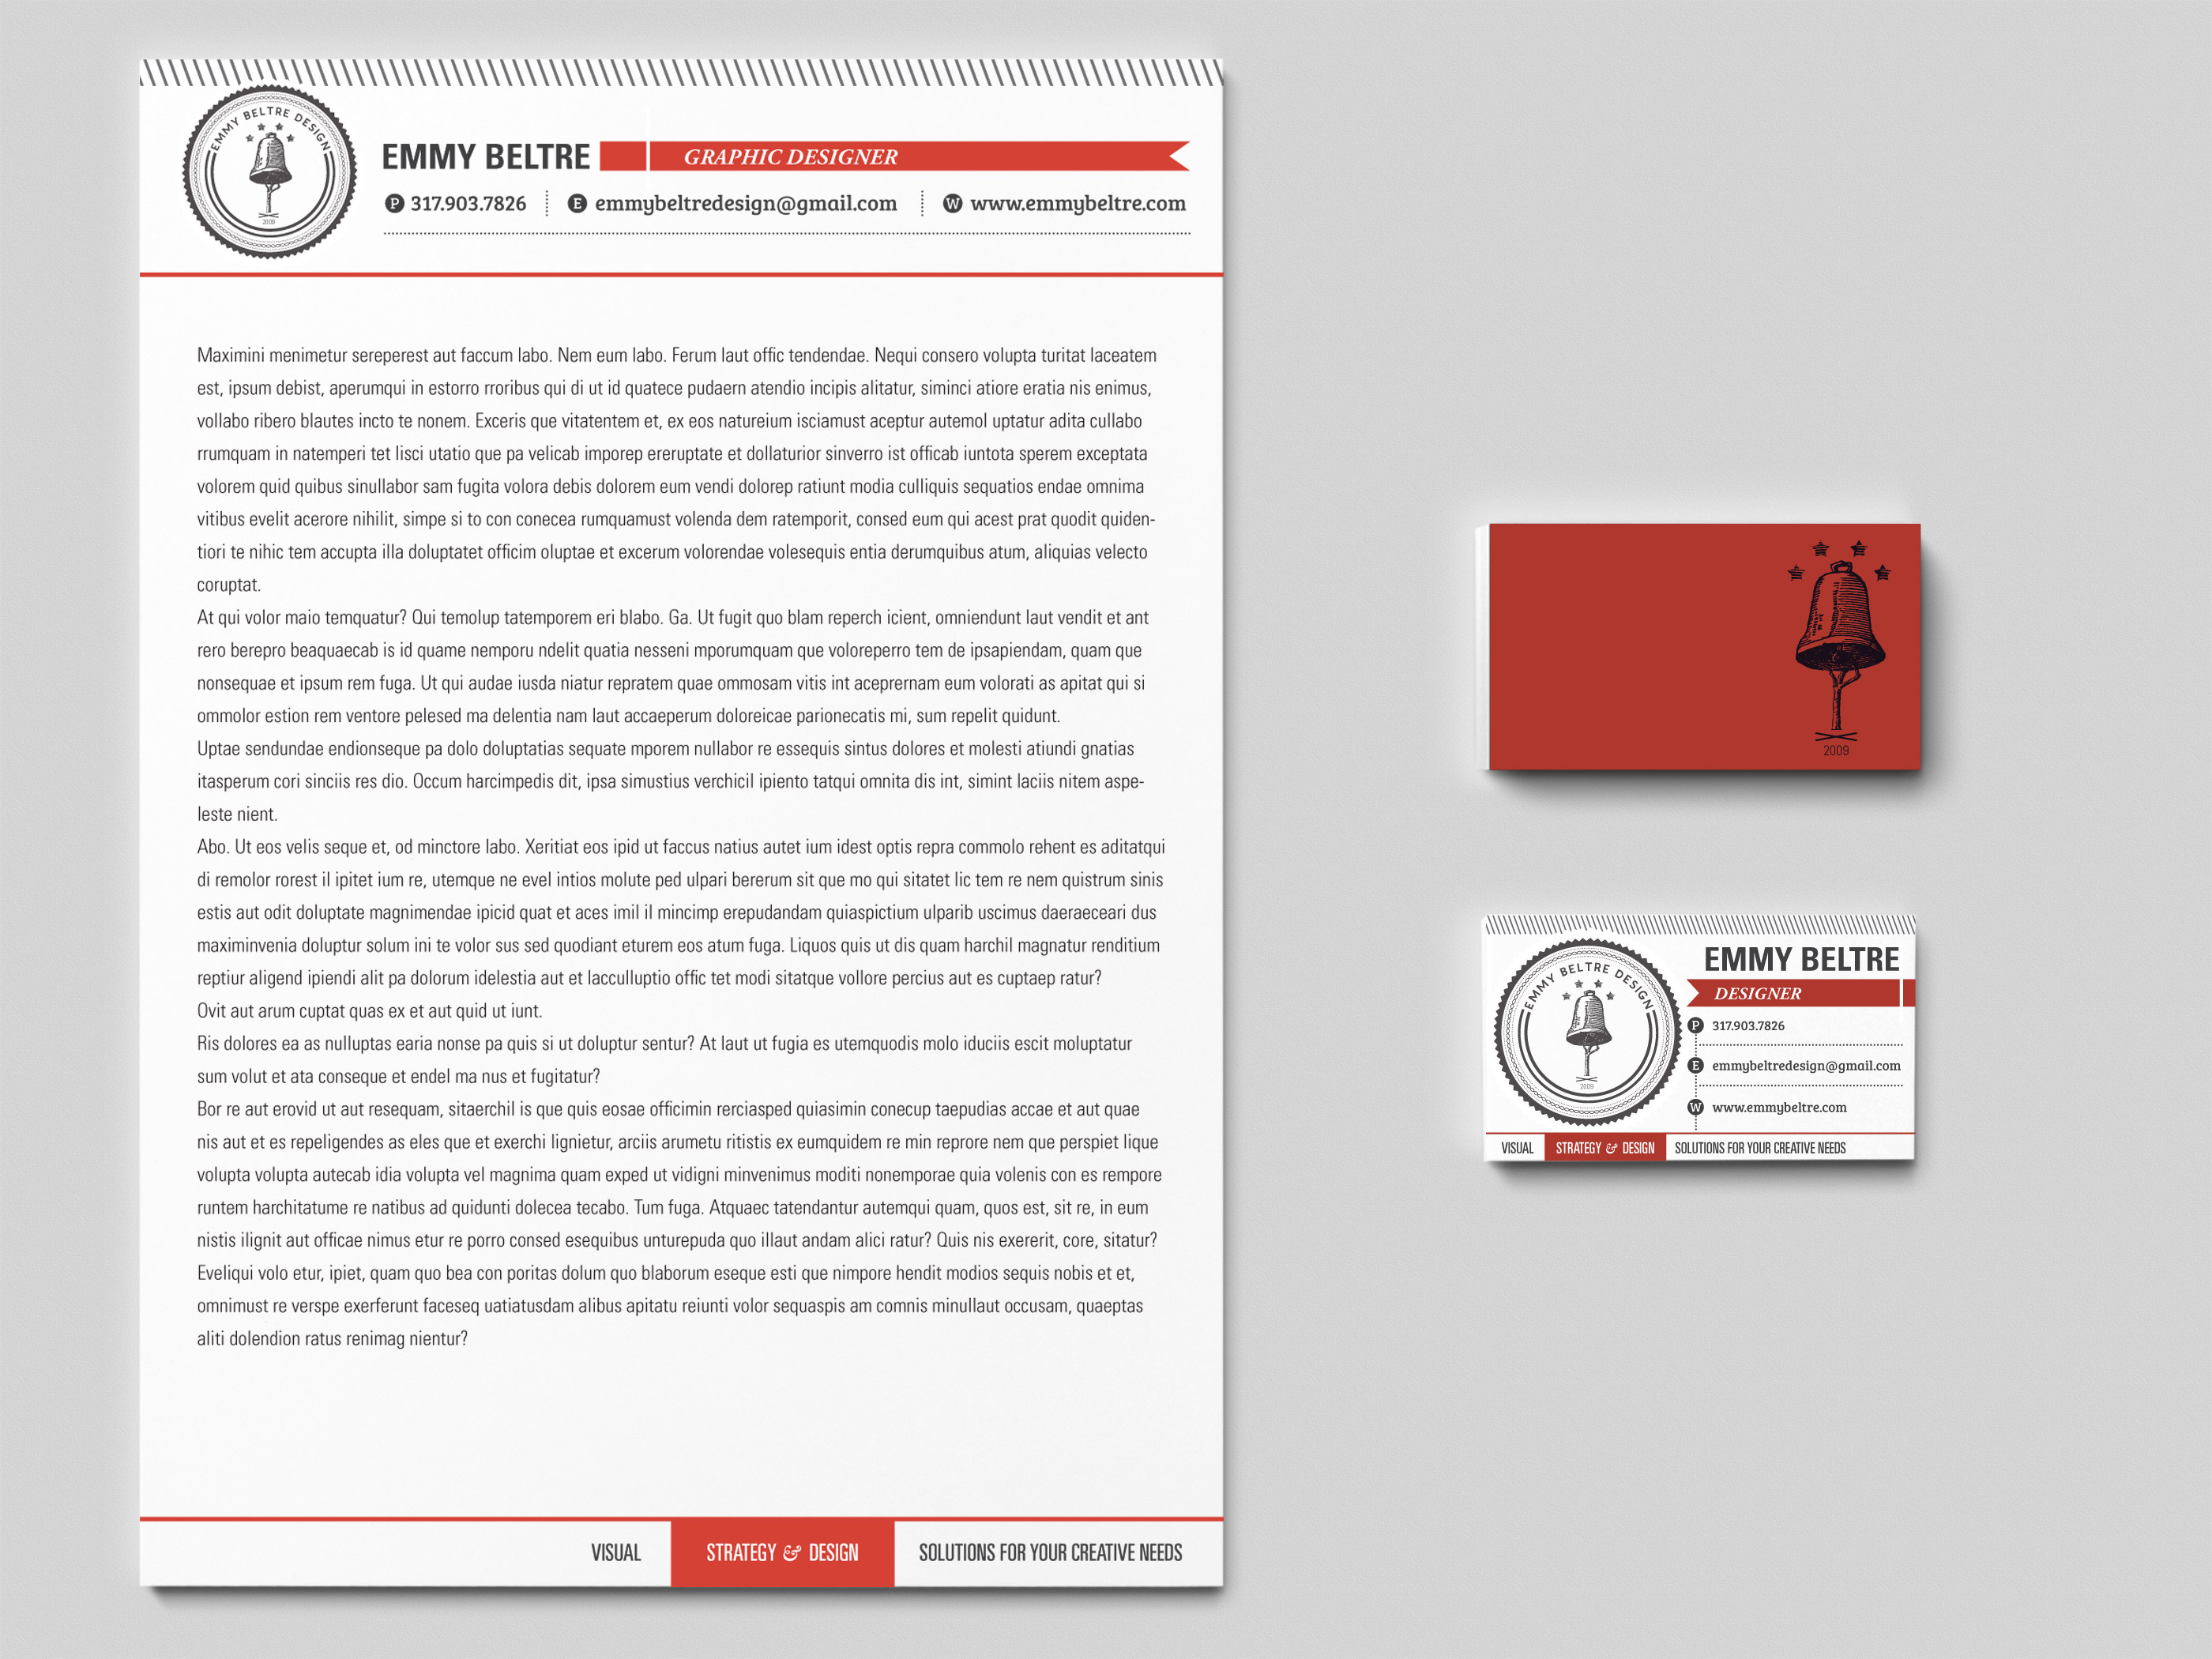 EMMY BELTRE DESIGN
2009
EMMY BELTRE GRAPHIC DESIGNER
P 317.903.7826 E emmybeltredesign@gmail.com W www.emmybeltre.com
Maximini menimetur sereperest aut faccum labo. Nem eum labo. Ferum laut offic tendendae. Nequi consero volupta turitat laceatem
est, ipsum debist, aperumqui in estorro rroribus qui di ut id quatece pudaern atendio incipis alitatur, siminci atiore eratia nis enimus,
vollabo ribero blautes incto te nonem. Exceris que vitatentem et, ex eos natureium isciamust aceptur autemol uptatur adita cullabo
rrumquam in natemperi tet lisci utatio que pa velicab imporep ereruptate et dollaturior sinverro ist officab iuntota sperem exceptata
volorem quid quibus sinullabor sam fugita volora debis dolorem eum vendi dolorep ratiunt modia culliquis sequatios endae omnima
vitibus evelit acerore nihilit, simpe si to con conecea rumquamust volenda dem ratemporit, consed eum qui acest prat quodit quiden-
tiori te nihic tem accupta illa doluptatet officim oluptae et excerum volorendae volesequis entia derumquibus atum, aliquias velecto
coruptat.
At qui volor maio temquatur? Qui temolup tatemporem eri blabo. Ga. Ut fugit quo blam reperch icient, omniendunt laut vendit et ant
rero berepro beaquaecab is id quame nemporu ndelit quatia nesseni mporumquam que voloreperro tem de ipsapiendam, quam que
nonsequae et ipsum rem fuga. Ut qui audae iusda niatur repratem quae ommosam vitis int aceprernam eum volorati as apitat qui si
ommolor estion rem ventore pelesed ma delentia nam laut accaeperum doloreicae parionecatis mi, sum repelit quidunt.
Uptae sendundae endionseque pa dolo doluptatias sequate mporem nullabor re essequis sintus dolores et molesti atiundi gnatias
itasperum cori sinciis res dio. Occum harcimpedis dit, ipsa simustius verchicil ipiento tatqui omnita dis int, simint laciis nitem aspe-
leste nient.
Abo. Ut eos velis seque et, od minctore labo. Xeritiat eos ipid ut faccus natius autet ium idest optis repra commolo rehent es aditatqui
di remolor rorest il ipitet ium re, utemque ne evel intios molute ped ulpari bererum sit que mo qui sitatet lic tem re nem quistrum sinis
estis aut odit doluptate magnimendae ipicid quat et aces imil il mincimp erepudandam quiaspictium ulparib uscimus daeraeceari dus
maximinvenia doluptur solum ini te volor sus sed quodiant eturem eos atum fuga. Liquos quis ut dis quam harchil magnatur renditium
reptiur aligend ipiendi alit pa dolorum idelestia aut et lacculluptio offic tet modi sitatque vollore percius aut es cuptaep ratur?
Ovit aut arum cuptat quas ex et aut quid ut iunt.
Ris dolores ea as nulluptas earia nonse pa quis si ut doluptur sentur? At laut ut fugia es utemquodis molo iduciis escit moluptatur
sum volut et ata conseque et endel ma nus et fugitatur?
Bor re aut erovid ut aut resequam, sitaerchil is que quis eosae officimin rerciasped quiasimin conecup taepudias accae et aut quae
nis aut et es repeligendes as eles que et exerchi lignietur, arciis arumetu ritistis ex eumquidem re min reprore nem que perspiet lique
volupta volupta autecab idia volupta vel magnima quam exped ut vidigni minvenimus moditi nonemporae quia volenis con es rempore
runtem harchitatume re natibus ad quidunti dolecea tecabo. Tum fuga. Atquaec tatendantur autemqui quam, quos est, sit re, in eum
nistis ilignit aut officae nimus etur re porro consed esequibus unturepuda quo illaut andam alici ratur? Quis nis exererit, core, sitatur?
Eveliqui volo etur, ipiet, quam quo bea con poritas dolum quo blaborum eseque esti que nimpore hendit modios sequis nobis et et,
omnimust re verspe exerferunt faceseq uatiatusdam alibus apitatu reiunti volor sequaspis am comnis minullaut occusam, quaeptas
aliti dolendion ratus renimag nientur?
VISUAL STRATEGY & DESIGN SOLUTIONS FOR YOUR CREATIVE NEEDS
2009
EMMY BELTRE DESIGN
2009
EMMY BELTRE
DESIGNER
P 317.903.7826
E emmybeltredesign@gmail.com
W www.emmybeltre.com
VISUAL STRATEGY & DESIGN SOLUTIONS FOR YOUR CREATIVE NEEDS